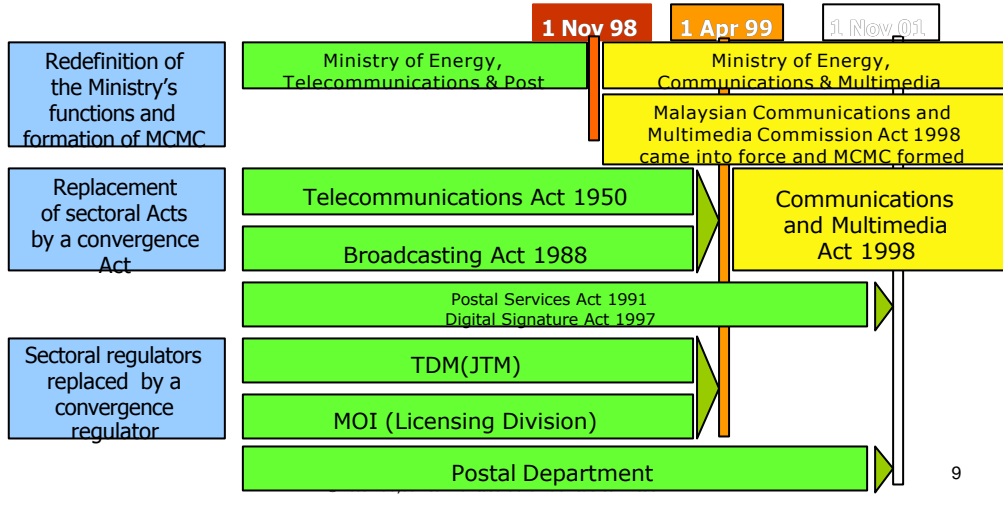 1 Nov 98
1 Apr 99
1 Nov 01
Redefinition of
the Ministry's
functions and
formation of MCMC
Ministry of Energy,
Telecommunications & Post
Ministry of Energy,
Communications & Multimedia
Malaysian Communications and
Multimedia Commission Act 1998
came into force and MCMC formed
Replacement
of sectoral Acts
by a convergence
Act
Telecommunications Act 1950
Broadcasting Act 1988
Communications
and Multimedia
Act 1998
Postal Services Act 1991
Digital Signature Act 1997
Sectoral regulators
replaced by a
convergence
regulator
TDM(JTM)
MOI (Licensing Division)
Postal Department
9